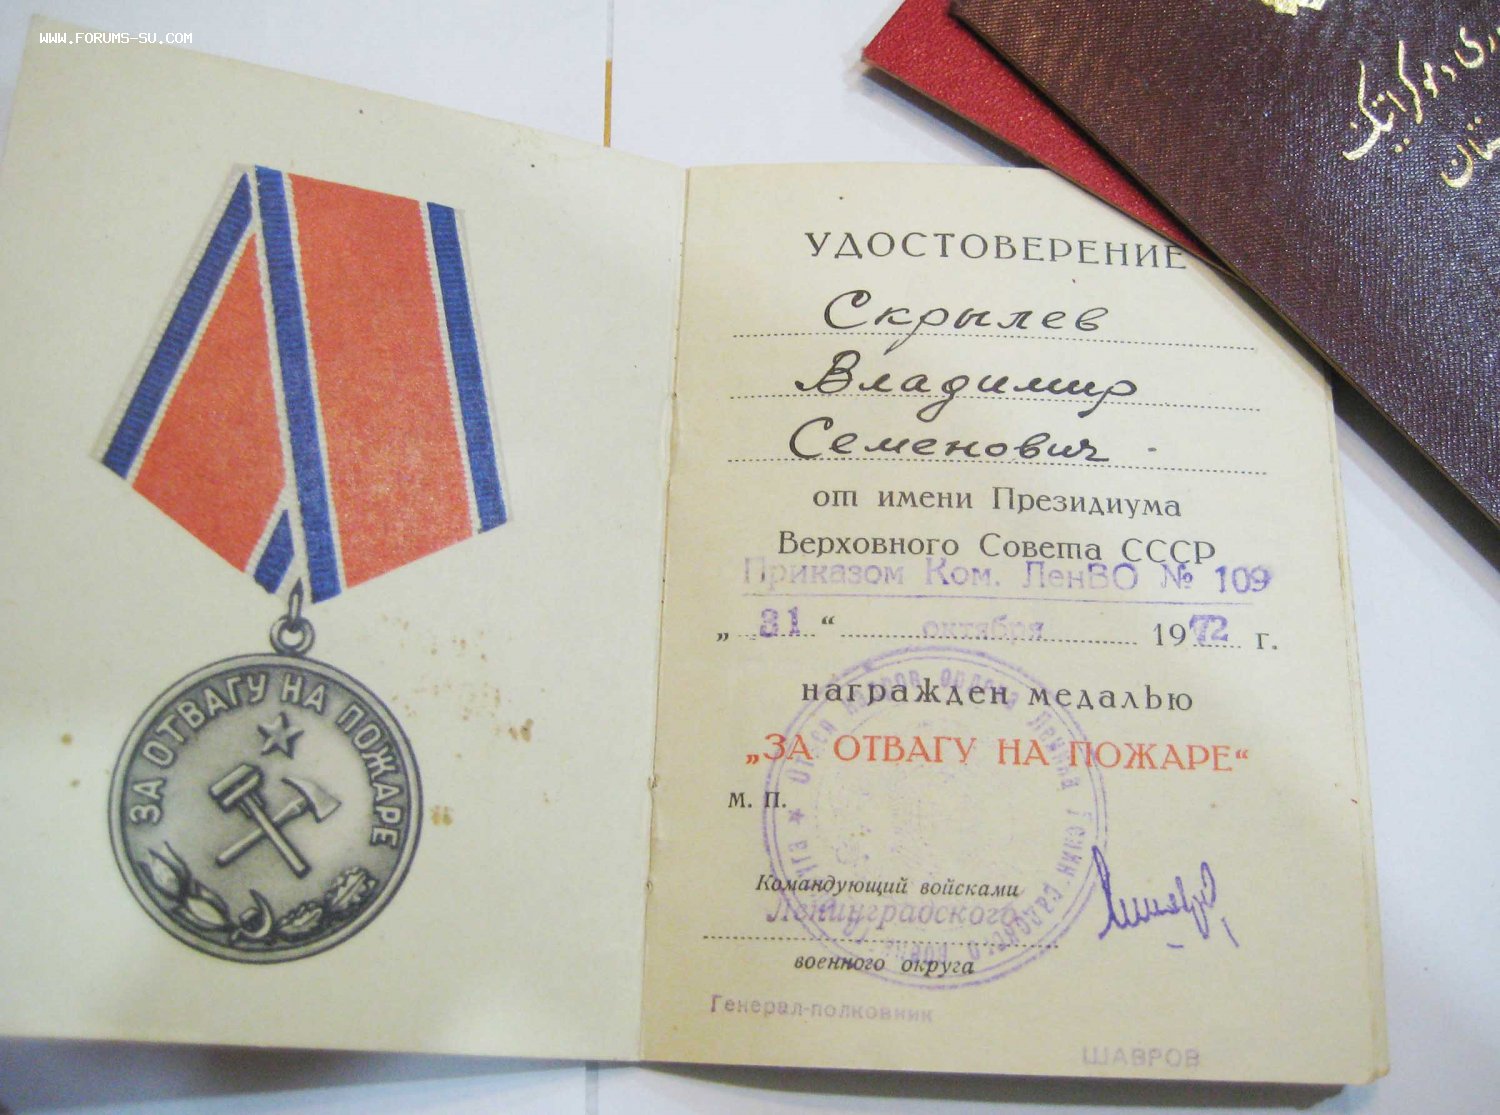 WWW.FORUMS-SU.COM
ЗА ОТВАГУ НА ПОЖАРЕ
УДОСТОВЕРЕНИЕ
Скрылев
Владимир
Семенович
от имени Президиума
Верховного Совета СССР
Приказом Ком. ЛенВО № 109
„ 31 “ октября 1972 г.
награжден медалью
„ЗА ОТВАГУ НА ПОЖАРЕ“
м. п.
Командующий войсками
Ленинградского
военного округа
Генерал-полковник
ШАВРОВ